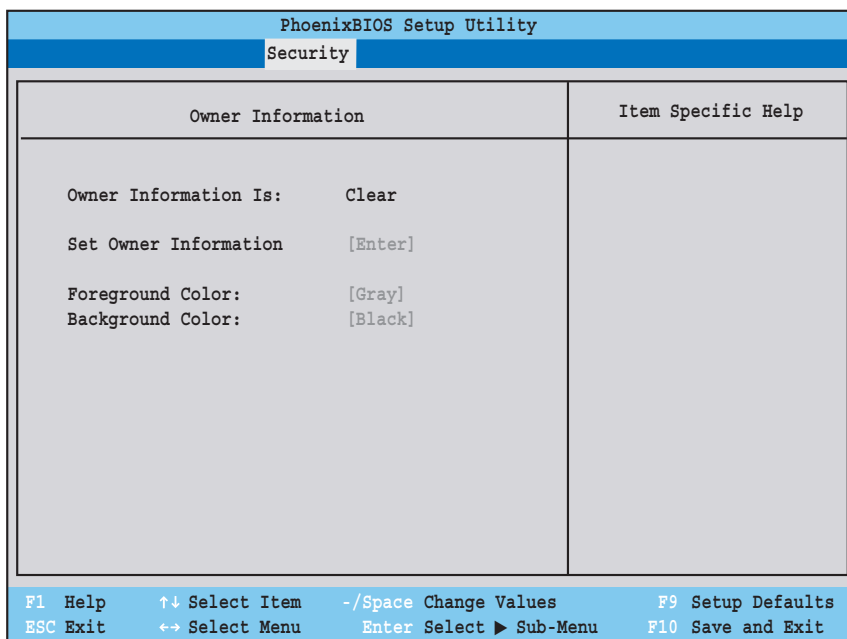 PhoenixBIOS Setup Utility
Security
Owner Information
Item Specific Help
Owner Information Is: Clear
Set Owner Information [Enter]
Foreground Color: [Gray]
Background Color: [Black]
F1 Help ↑↓ Select Item -/Space Change Values F9 Setup Defaults
ESC Exit ←→ Select Menu Enter Select ▶ Sub-Menu F10 Save and Exit